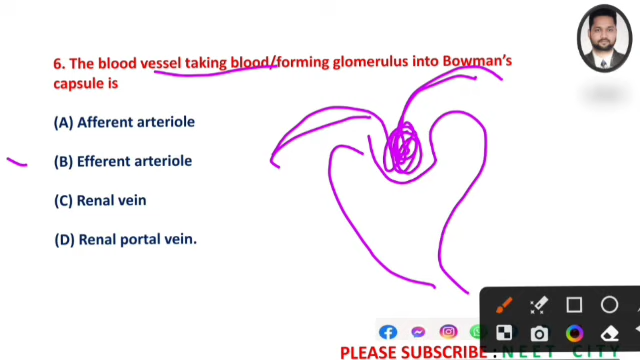 6. The blood vessel taking blood/forming glomerulus into Bowman's
capsule is
(A) Afferent arteriole
(B) Efferent arteriole
(C) Renal vein
(D) Renal portal vein.
PLEASE SUBSCRIBE : NEET CITY